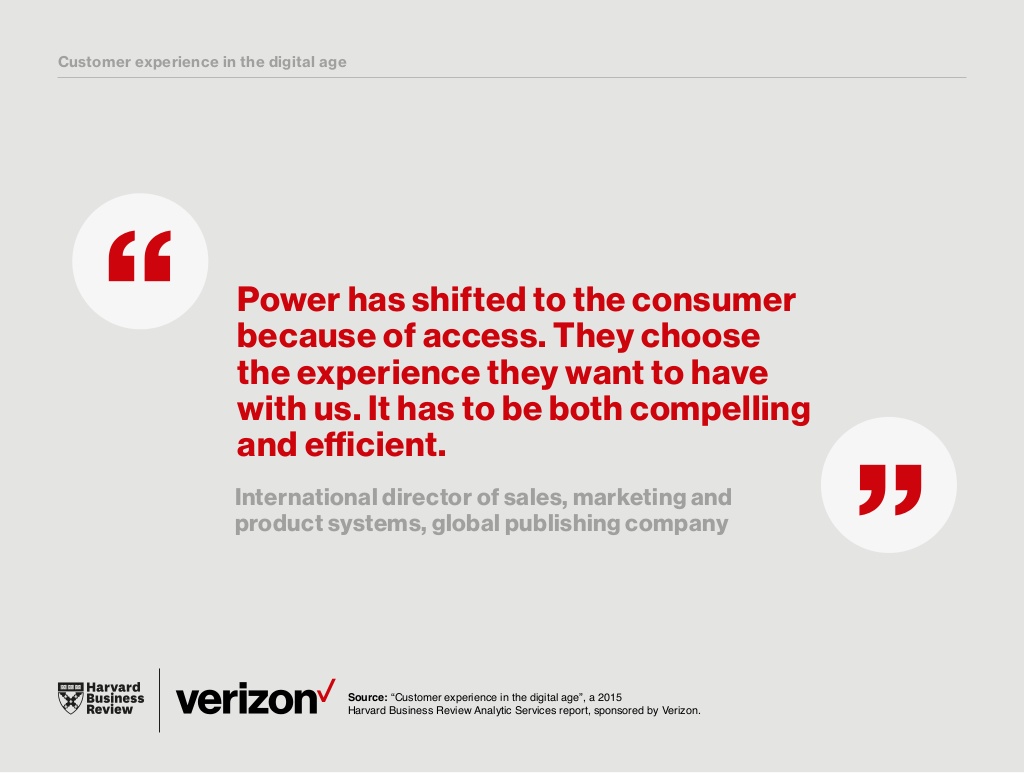 Customer experience in the digital age
“
Power has shifted to the consumer
because of access. They choose
the experience they want to have
with us. It has to be both compelling
and efficient.
”
International director of sales, marketing and
product systems, global publishing company
Harvard
Business
Review
verizon✓
Source: “Customer experience in the digital age”, a 2015
Harvard Business Review Analytic Services report, sponsored by Verizon.